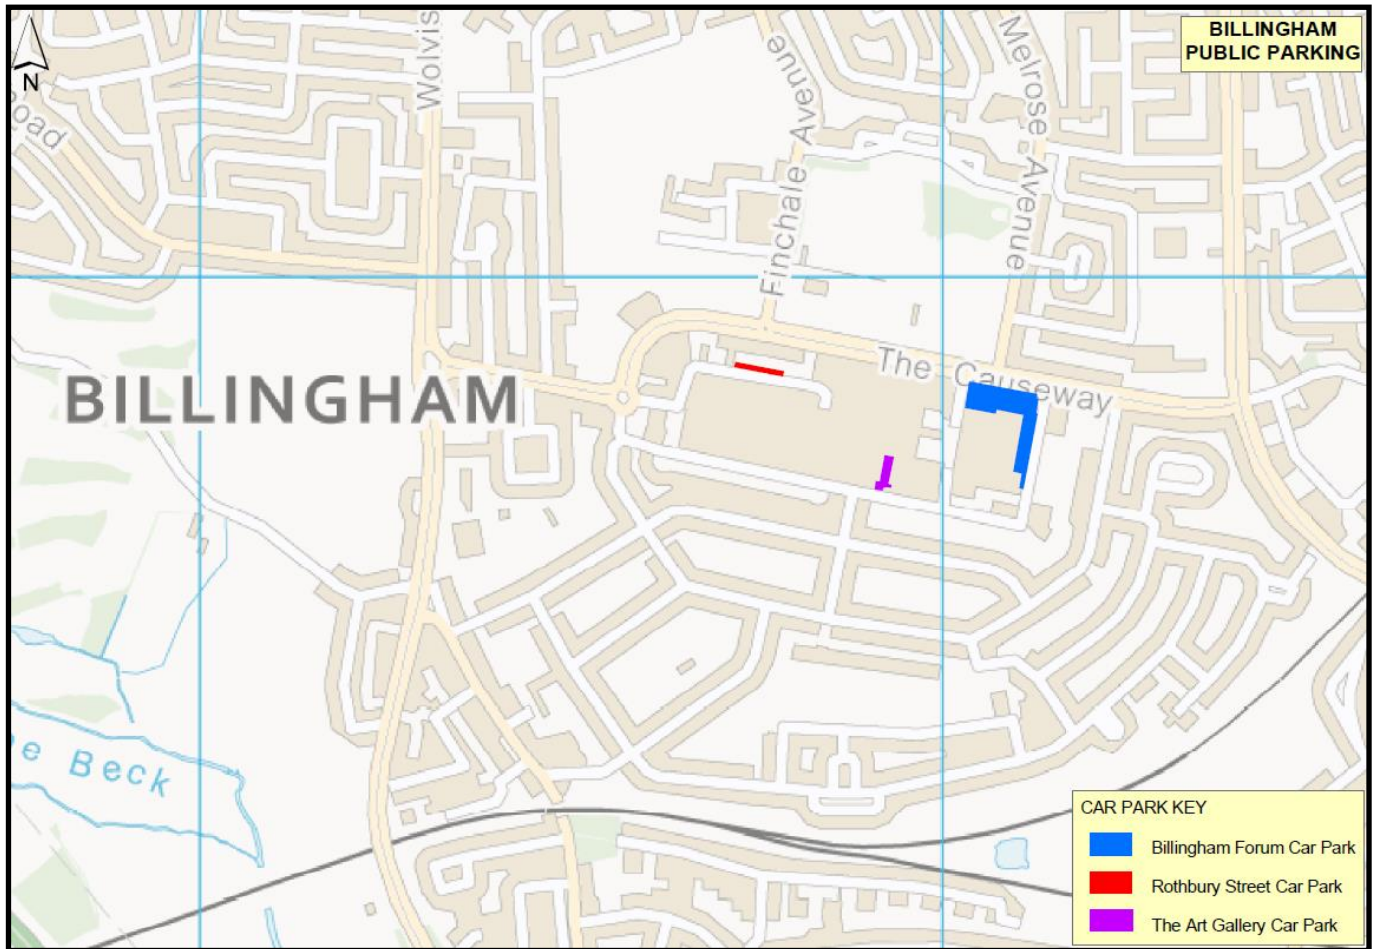 BILLINGHAM
PUBLIC PARKING
N
Road
Wolvis
Finchale Avenue
Melrose Avenue
The Causeway
BILLINGHAM
e Beck
CAR PARK KEY
Billingham Forum Car Park
Rothbury Street Car Park
The Art Gallery Car Park